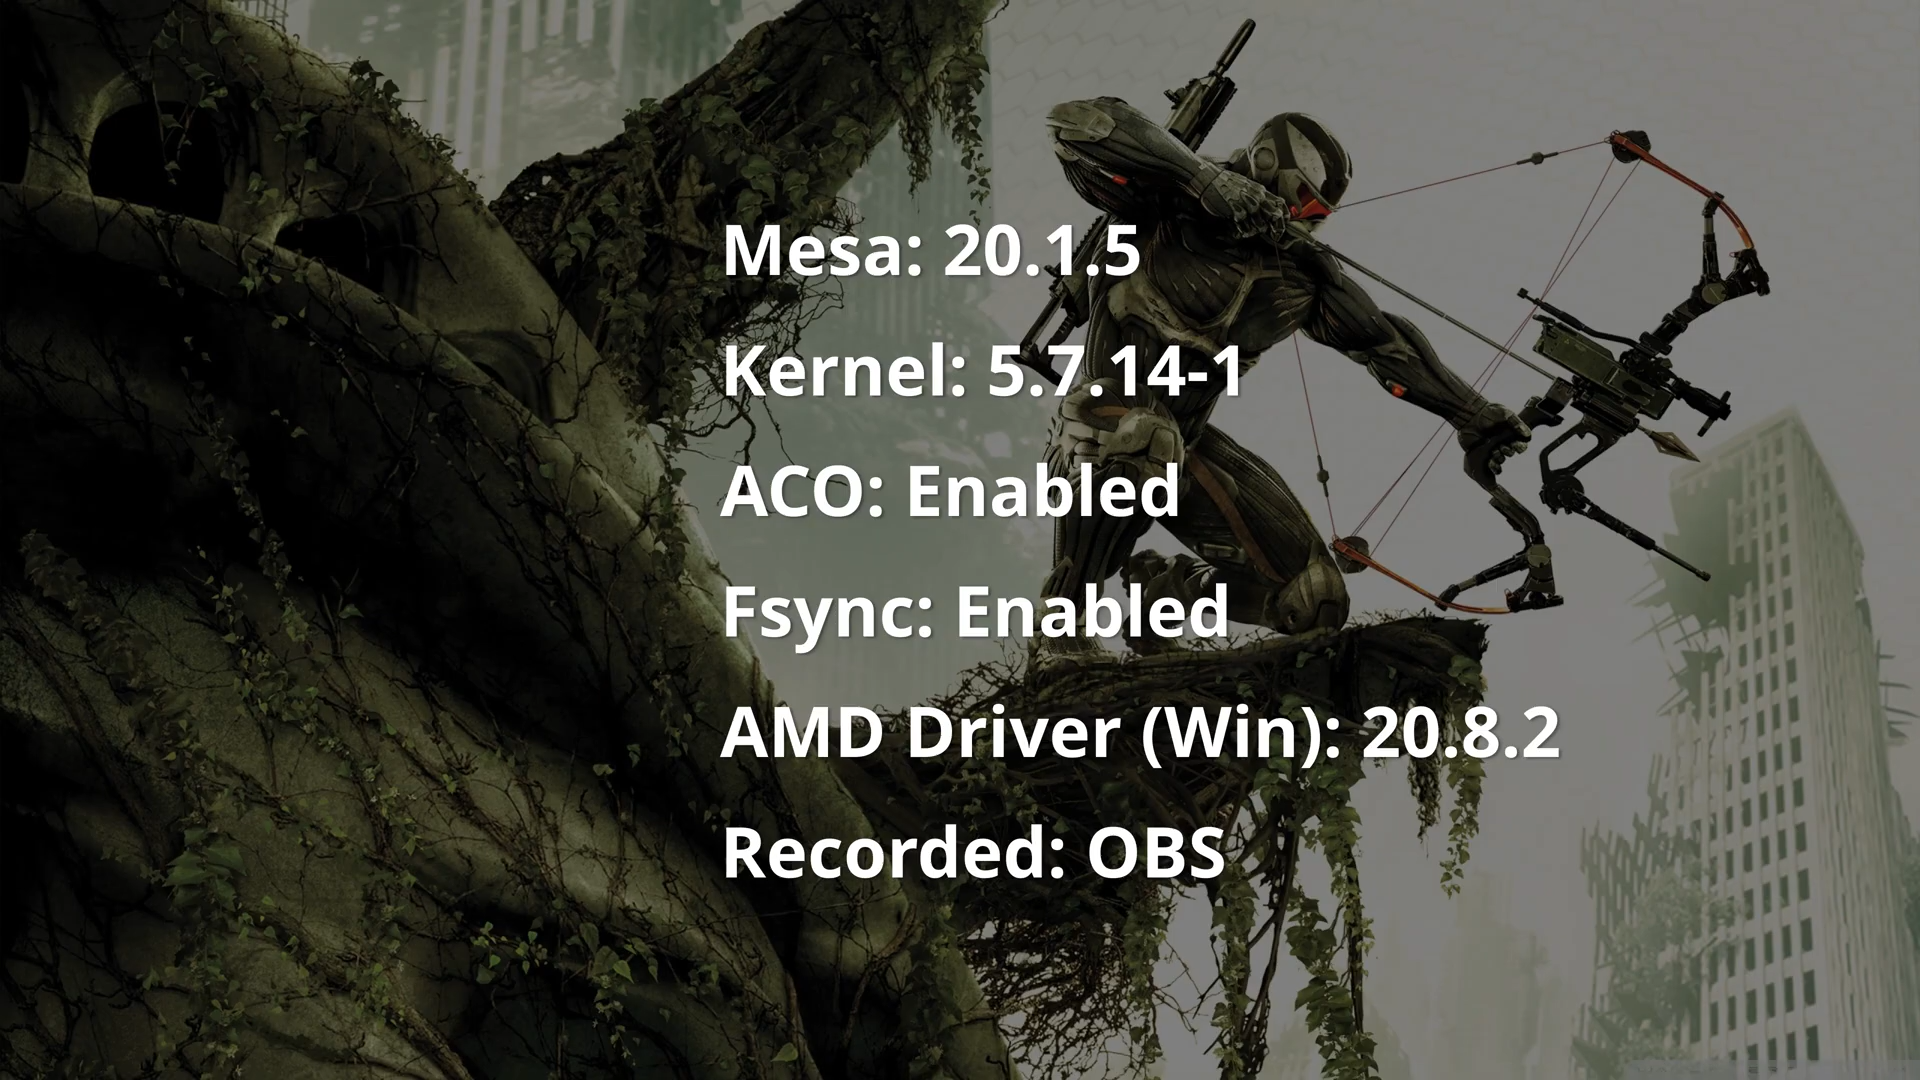 Mesa: 20.1.5
Kernel: 5.7.14-1
ACO: Enabled
Fsync: Enabled
AMD Driver (Win): 20.8.2
Recorded: OBS